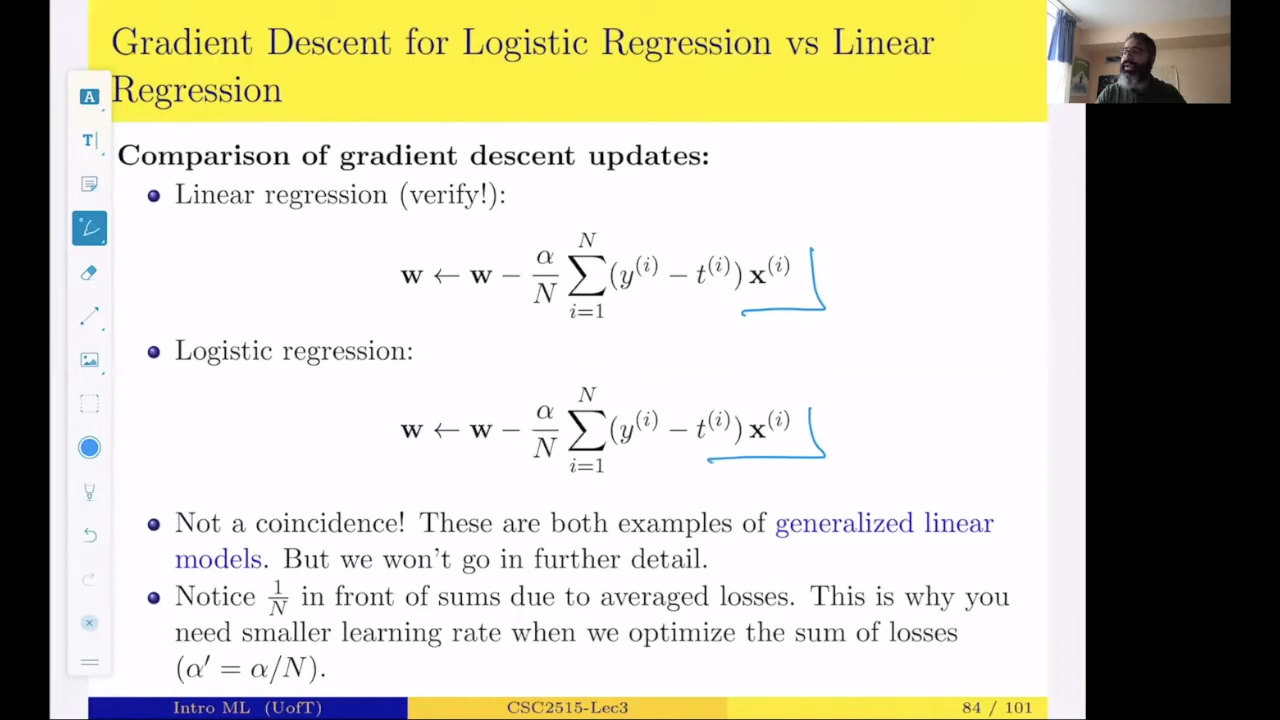 Gradient Descent for Logistic Regression vs Linear
Regression
Comparison of gradient descent updates:
Linear regression (verify!):
w ← w − α/N ∑_{i=1}^{N} (y^{(i)} − t^{(i)}) x^{(i)}
Logistic regression:
w ← w − α/N ∑_{i=1}^{N} (y^{(i)} − t^{(i)}) x^{(i)}
Not a coincidence! These are both examples of generalized linear
models. But we won't go in further detail.
Notice 1/N in front of sums due to averaged losses. This is why you
need smaller learning rate when we optimize the sum of losses
(α′ = α/N).
Intro ML (UofT) CSC2515-Lec3 84 / 101
A
T